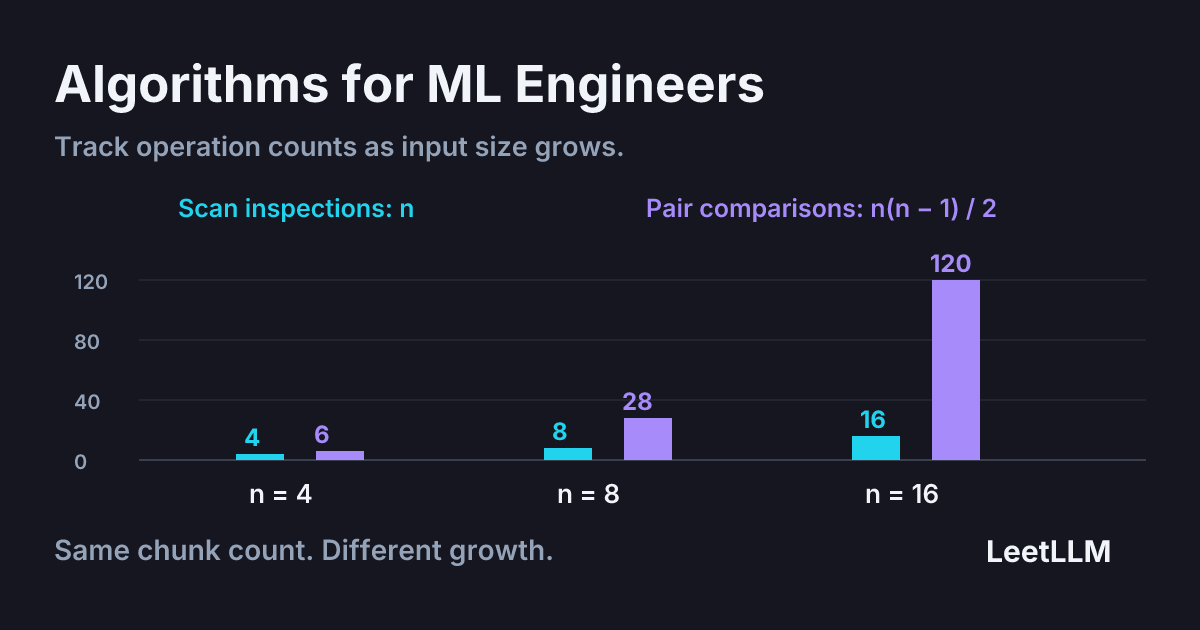 Algorithms for ML Engineers
Track operation counts as input size grows.
Scan inspections: n
Pair comparisons: n(n − 1) / 2
120
120
80
40
28
16
8
4
6
0
n = 4
n = 8
n = 16
Same chunk count. Different growth.
LeetLLM